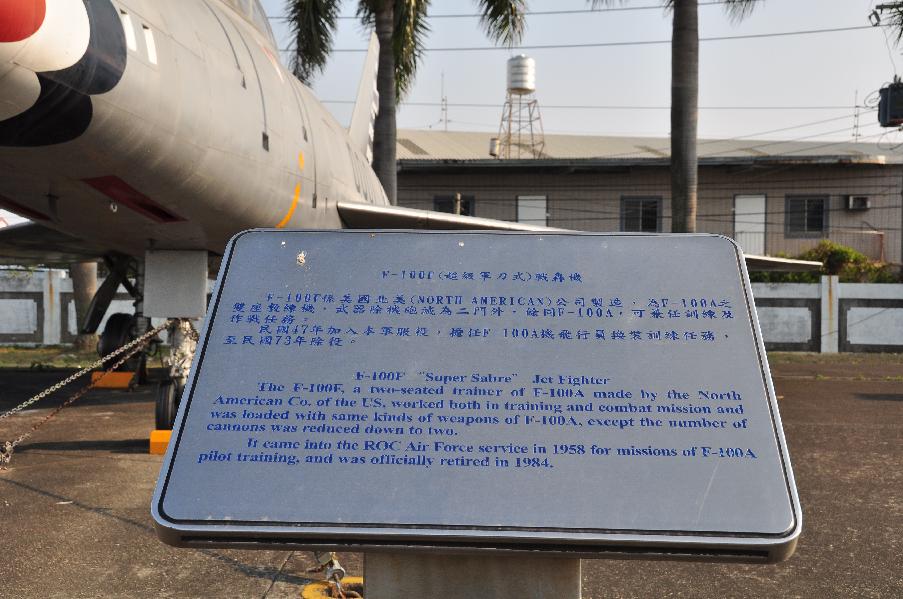 F-100F(超級軍刀式)戰轟機
F-100F係美國北美(NORTH AMERICAN)公司製造，為F-100A之
雙座教練機，武器除機砲減為二門外，餘同F-100A，可兼任訓練及
作戰任務。
民國47年加入本軍服役，擔任F-100A機飛行員換裝訓練任務，
至民國73年除役。
F-100F "Super Sabre" Jet Fighter
The F-100F, a two-seated trainer of F-100A made by the North
American Co. of the US, worked both in training and combat mission and
was loaded with same kinds of weapons of F-100A, except the number of
cannons was reduced down to two.
It came into the ROC Air Force service in 1958 for missions of F-100A
pilot training, and was officially retired in 1984.